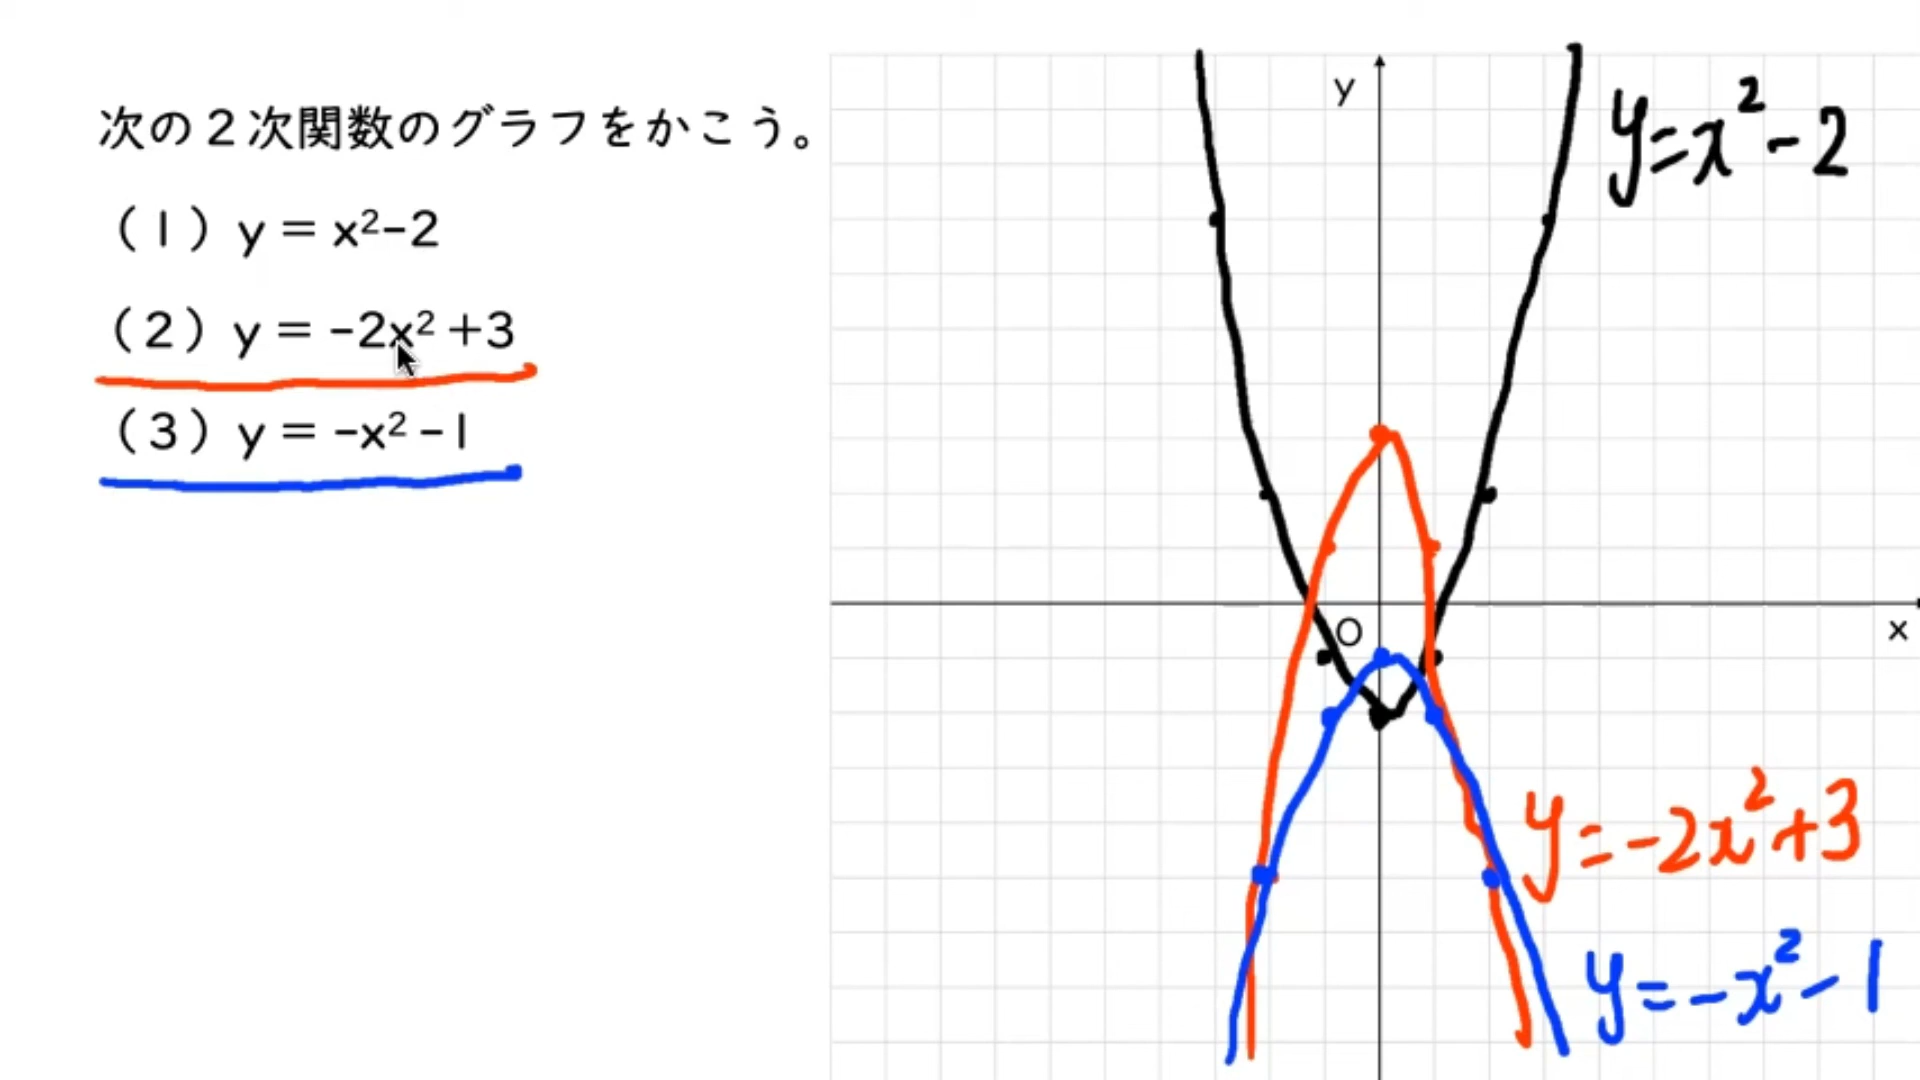 次の2次関数のグラフをかこう。
(1) y = x²-2
(2) y = -2x² +3
(3) y = -x² -1
y
y=x²-2
O
x
y=-2x²+3
y=-x²-1